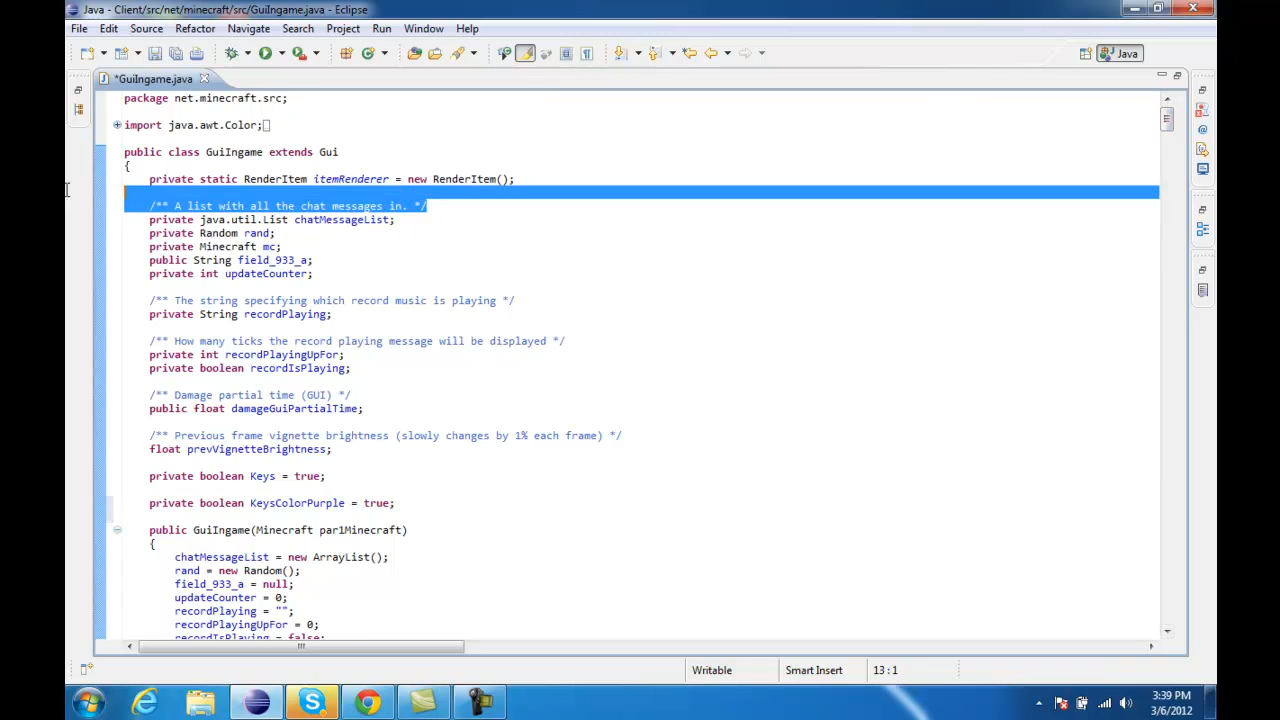 Java - Client/src/net/minecraft/src/GuiIngame.java - Eclipse
File Edit Source Refactor Navigate Search Project Run Window Help
Java
*GuiIngame.java
package net.minecraft.src;
import java.awt.Color;
public class GuiIngame extends Gui
{
private static RenderItem itemRenderer = new RenderItem();
/** A list with all the chat messages in. */
private java.util.List chatMessageList;
private Random rand;
private Minecraft mc;
public String field_933_a;
private int updateCounter;
/** The string specifying which record music is playing */
private String recordPlaying;
/** How many ticks the record playing message will be displayed */
private int recordPlayingUpFor;
private boolean recordIsPlaying;
/** Damage partial time (GUI) */
public float damageGuiPartialTime;
/** Previous frame vignette brightness (slowly changes by 1% each frame) */
float prevVignetteBrightness;
private boolean Keys = true;
private boolean KeysColorPurple = true;
public GuiIngame(Minecraft par1Minecraft)
{
chatMessageList = new ArrayList();
rand = new Random();
field_933_a = null;
updateCounter = 0;
recordPlaying = "";
recordPlayingUpFor = 0;
recordIsPlaying = false;
Writable Smart Insert 13 : 1
3:39 PM
3/6/2012